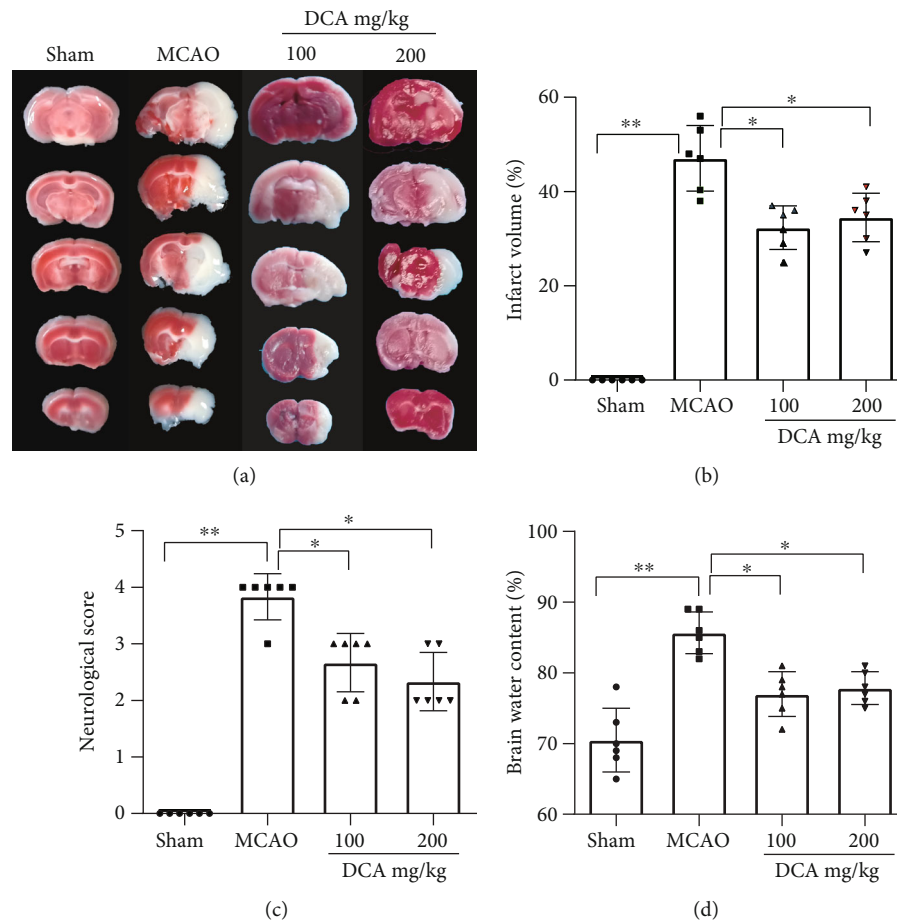 DCA mg/kg
Sham MCAO 100 200
(a)
Infarct volume (%)
60
40
20
0
** * *
Sham MCAO 100 200
DCA mg/kg
(b)
Neurological score
5
4
3
2
1
0
** * *
Sham MCAO 100 200
DCA mg/kg
(c)
Brain water content (%)
100
90
80
70
60
** * *
Sham MCAO 100 200
DCA mg/kg
(d)